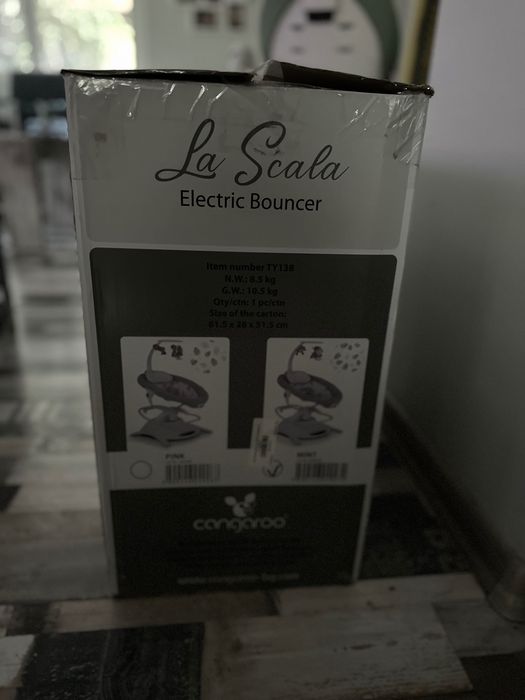 La Scala
Electric Bouncer
Item number TY138
N.W.: 8.5 kg
G.W.: 10.5 kg
Qty/ctn: 1 pc/ctn
Size of the carton:
61.5 x 28 x 51.5 cm
PINK
MINT
cangaroo